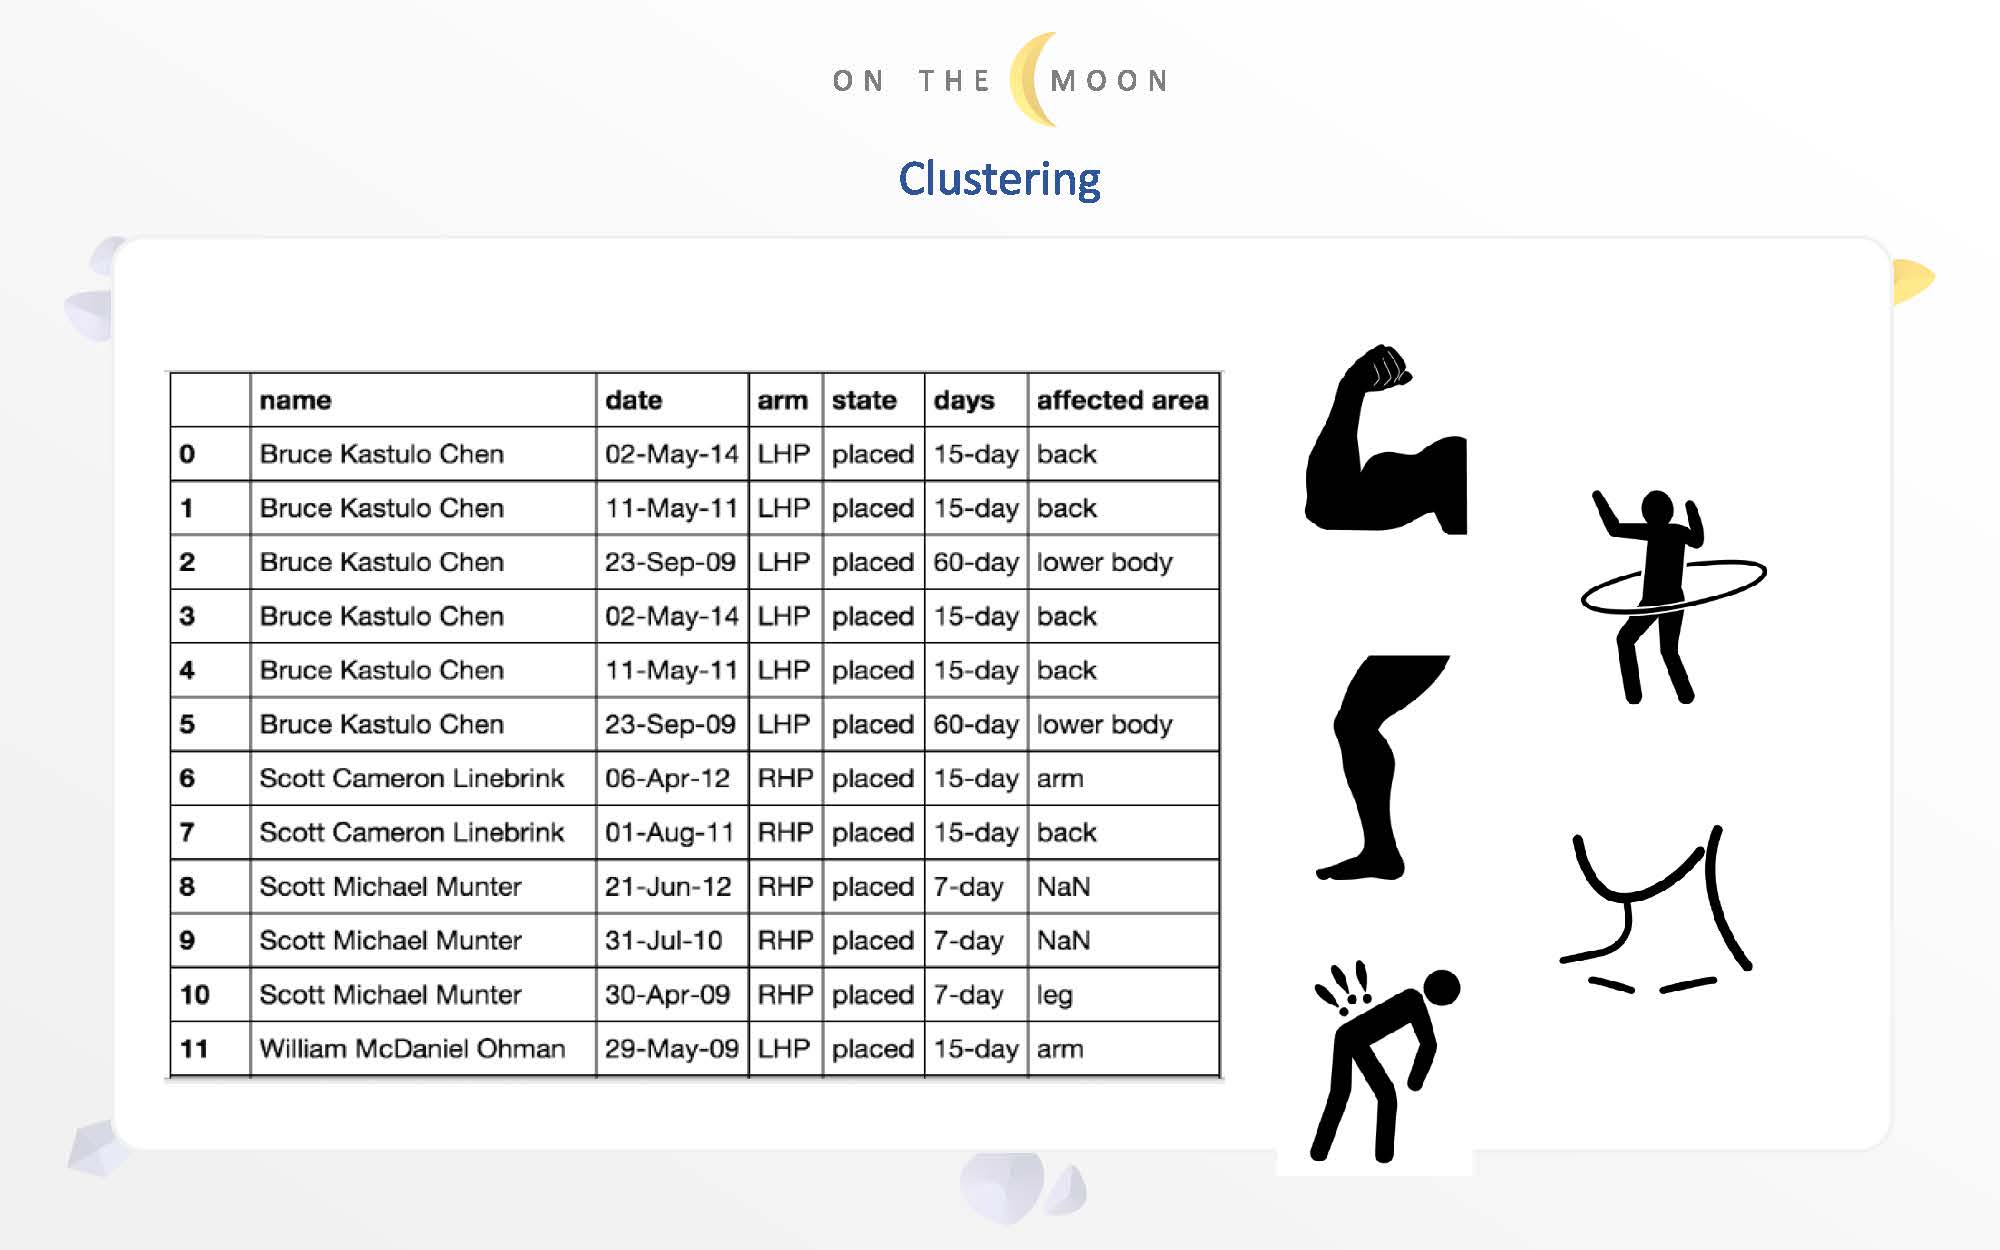 ON THE MOON
Clustering
name date arm state days affected area
0 Bruce Kastulo Chen 02-May-14 LHP placed 15-day back
1 Bruce Kastulo Chen 11-May-11 LHP placed 15-day back
2 Bruce Kastulo Chen 23-Sep-09 LHP placed 60-day lower body
3 Bruce Kastulo Chen 02-May-14 LHP placed 15-day back
4 Bruce Kastulo Chen 11-May-11 LHP placed 15-day back
5 Bruce Kastulo Chen 23-Sep-09 LHP placed 60-day lower body
6 Scott Cameron Linebrink 06-Apr-12 RHP placed 15-day arm
7 Scott Cameron Linebrink 01-Aug-11 RHP placed 15-day back
8 Scott Michael Munter 21-Jun-12 RHP placed 7-day NaN
9 Scott Michael Munter 31-Jul-10 RHP placed 7-day NaN
10 Scott Michael Munter 30-Apr-09 RHP placed 7-day leg
11 William McDaniel Ohman 29-May-09 LHP placed 15-day arm